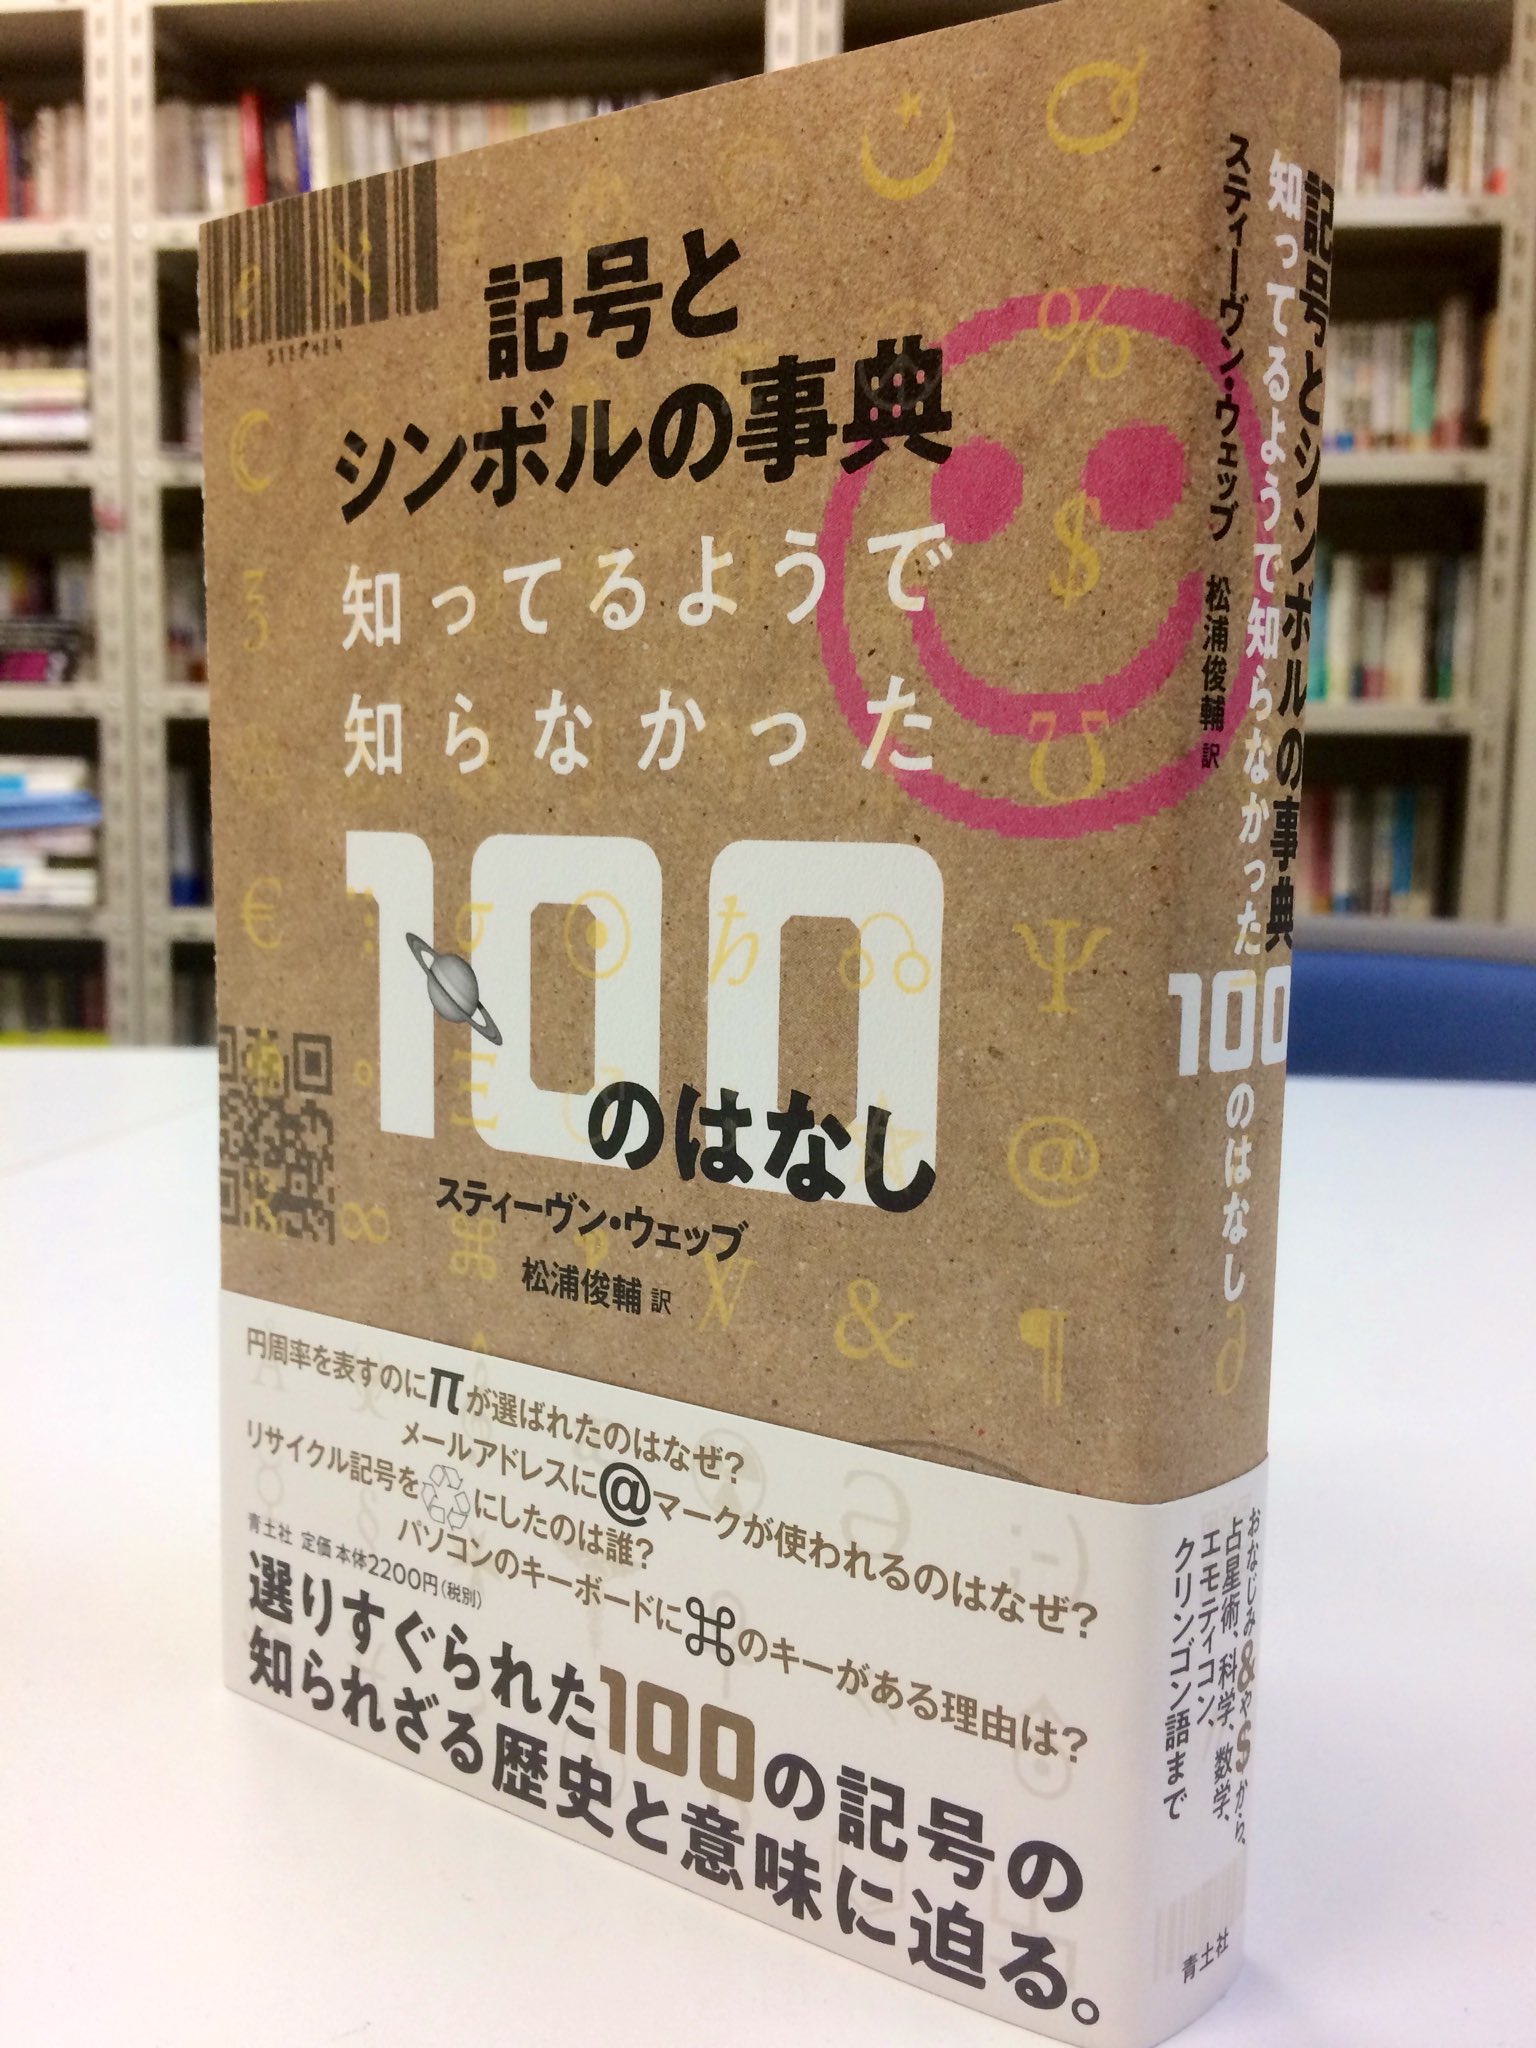 記号と
シンボルの事典
知ってるようで
知らなかった
100
のはなし
スティーヴン・ウェッブ
松浦俊輔 訳
円周率を表すのにπが選ばれたのはなぜ?
メールアドレスに@マークが使われるのはなぜ?
リサイクル記号を♲にしたのは誰?
パソコンのキーボードに⌘のキーがある理由は?
青土社 定価 本体2200円(税別)
選りすぐられた100の記号の
知られざる歴史と意味に迫る。
記号とシンボルの事典
知ってるようで知らなかった100のはなし
スティーヴン・ウェッブ 松浦俊輔 訳
おなじみ&や$から、
占星術、科学、数学、
エモティコン、
クリンゴン語まで
青土社